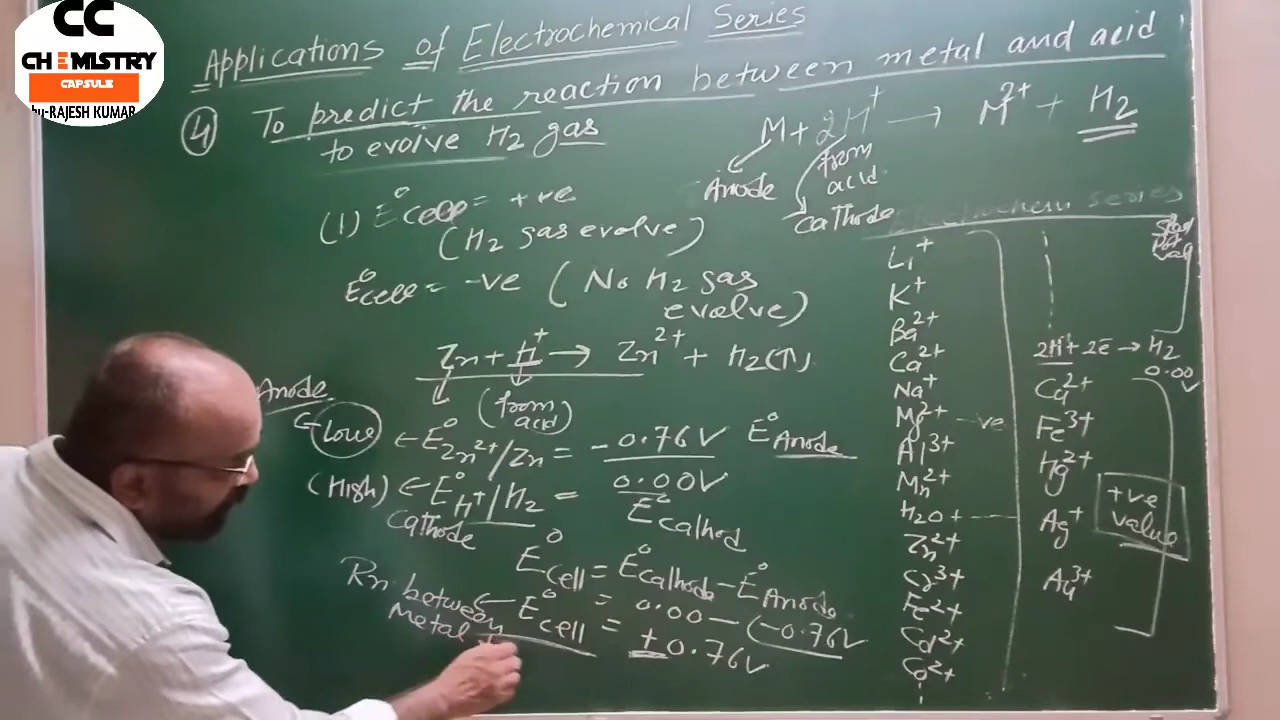 CC
CHEMISTRY
CAPSULE
by-RAJESH KUMAR
Applications of Electrochemical Series
④ To predict the reaction between metal and acid
to evolve H₂ gas
M + 2H⁺ → M²⁺ + H₂
Anode
from
acid
Cathode
(1) E°cell = +ve
(H₂ gas evolve)
E°cell = -ve (No H₂ gas
evolve)
Zn + H⁺ → Zn²⁺ + H₂(↑)
(from
acid)
Anode
(Low) ← E°Zn²⁺/Zn = -0.76V E°Anode
(High) ← E°H⁺/H₂ = 0.00V
Cathode
E°Cathod
E°Cell = E°Cathode - E°Anode
← E°Cell = 0.00 - (-0.76V
= +0.76V
Rn between
metal +
Electrochem series
Li⁺
K⁺
Ba²⁺
Ca²⁺
Na⁺
Mg²⁺ -ve
Al³⁺
Mn²⁺
H₂O +
Zn²⁺
Cr³⁺
Fe²⁺
Cd²⁺
Co²⁺
2H⁺ + 2e⁻ → H₂
0.00
V
Cu²⁺
Fe³⁺
Hg²⁺
Ag⁺
Au³⁺
+ve
value